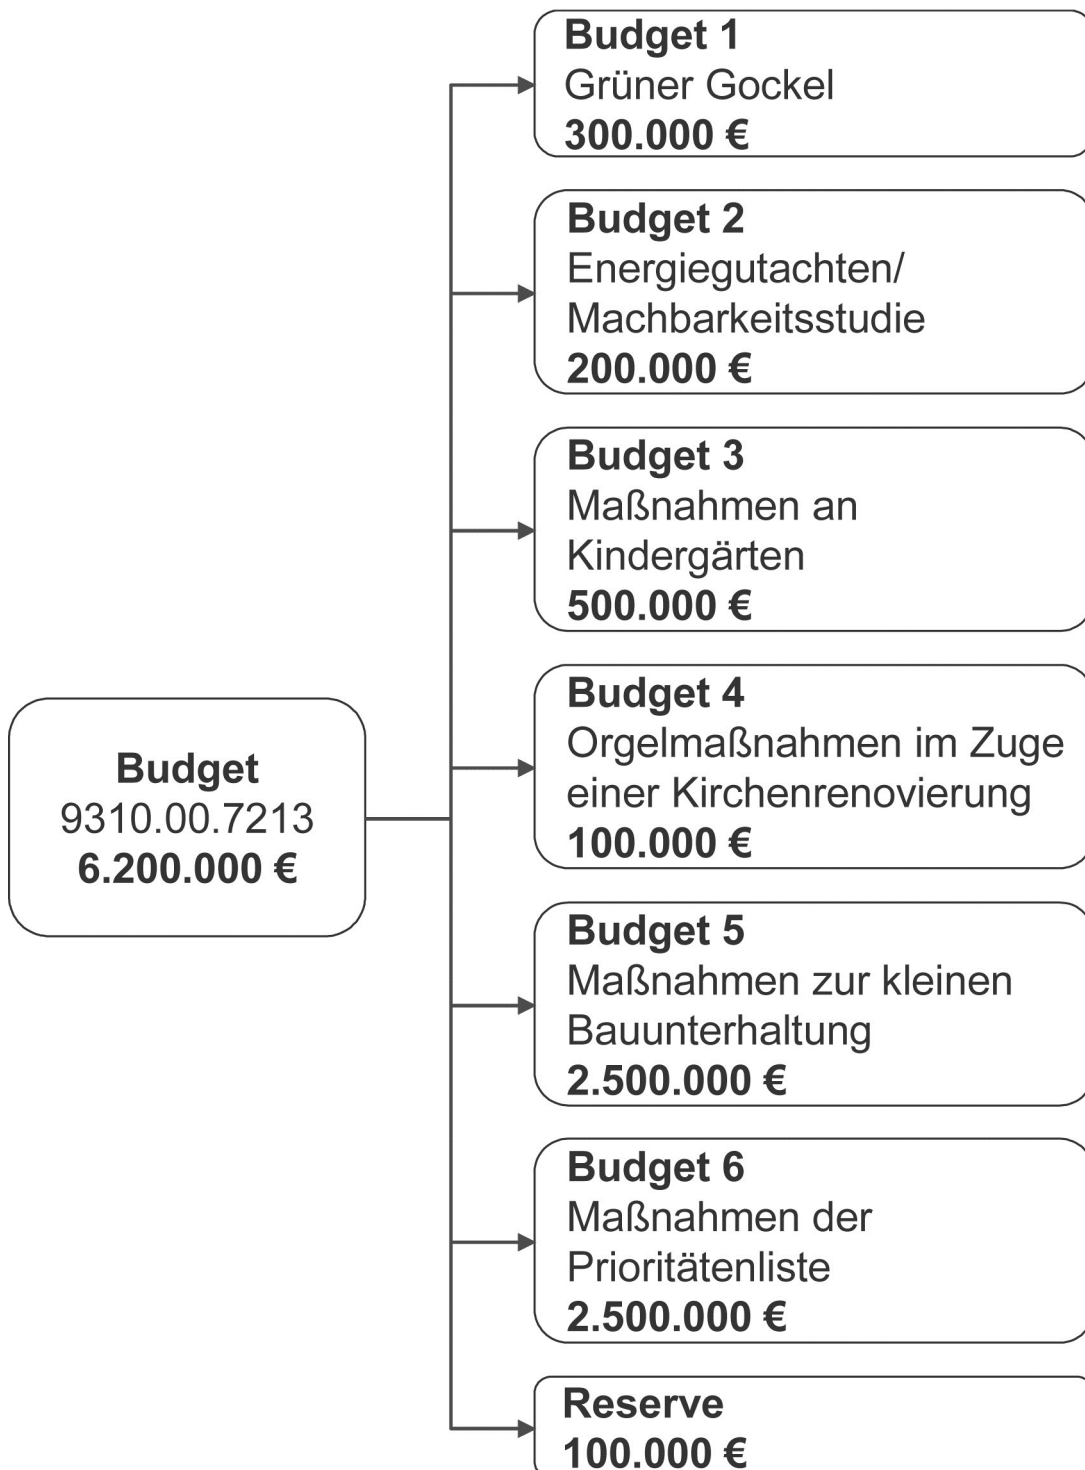 Budget
9310.00.7213
6.200.000 €
Budget 1
Grüner Gockel
300.000 €
Budget 2
Energiegutachten/
Machbarkeitsstudie
200.000 €
Budget 3
Maßnahmen an
Kindergärten
500.000 €
Budget 4
Orgelmaßnahmen im Zuge
einer Kirchenrenovierung
100.000 €
Budget 5
Maßnahmen zur kleinen
Bauunterhaltung
2.500.000 €
Budget 6
Maßnahmen der
Prioritätenliste
2.500.000 €
Reserve
100.000 €